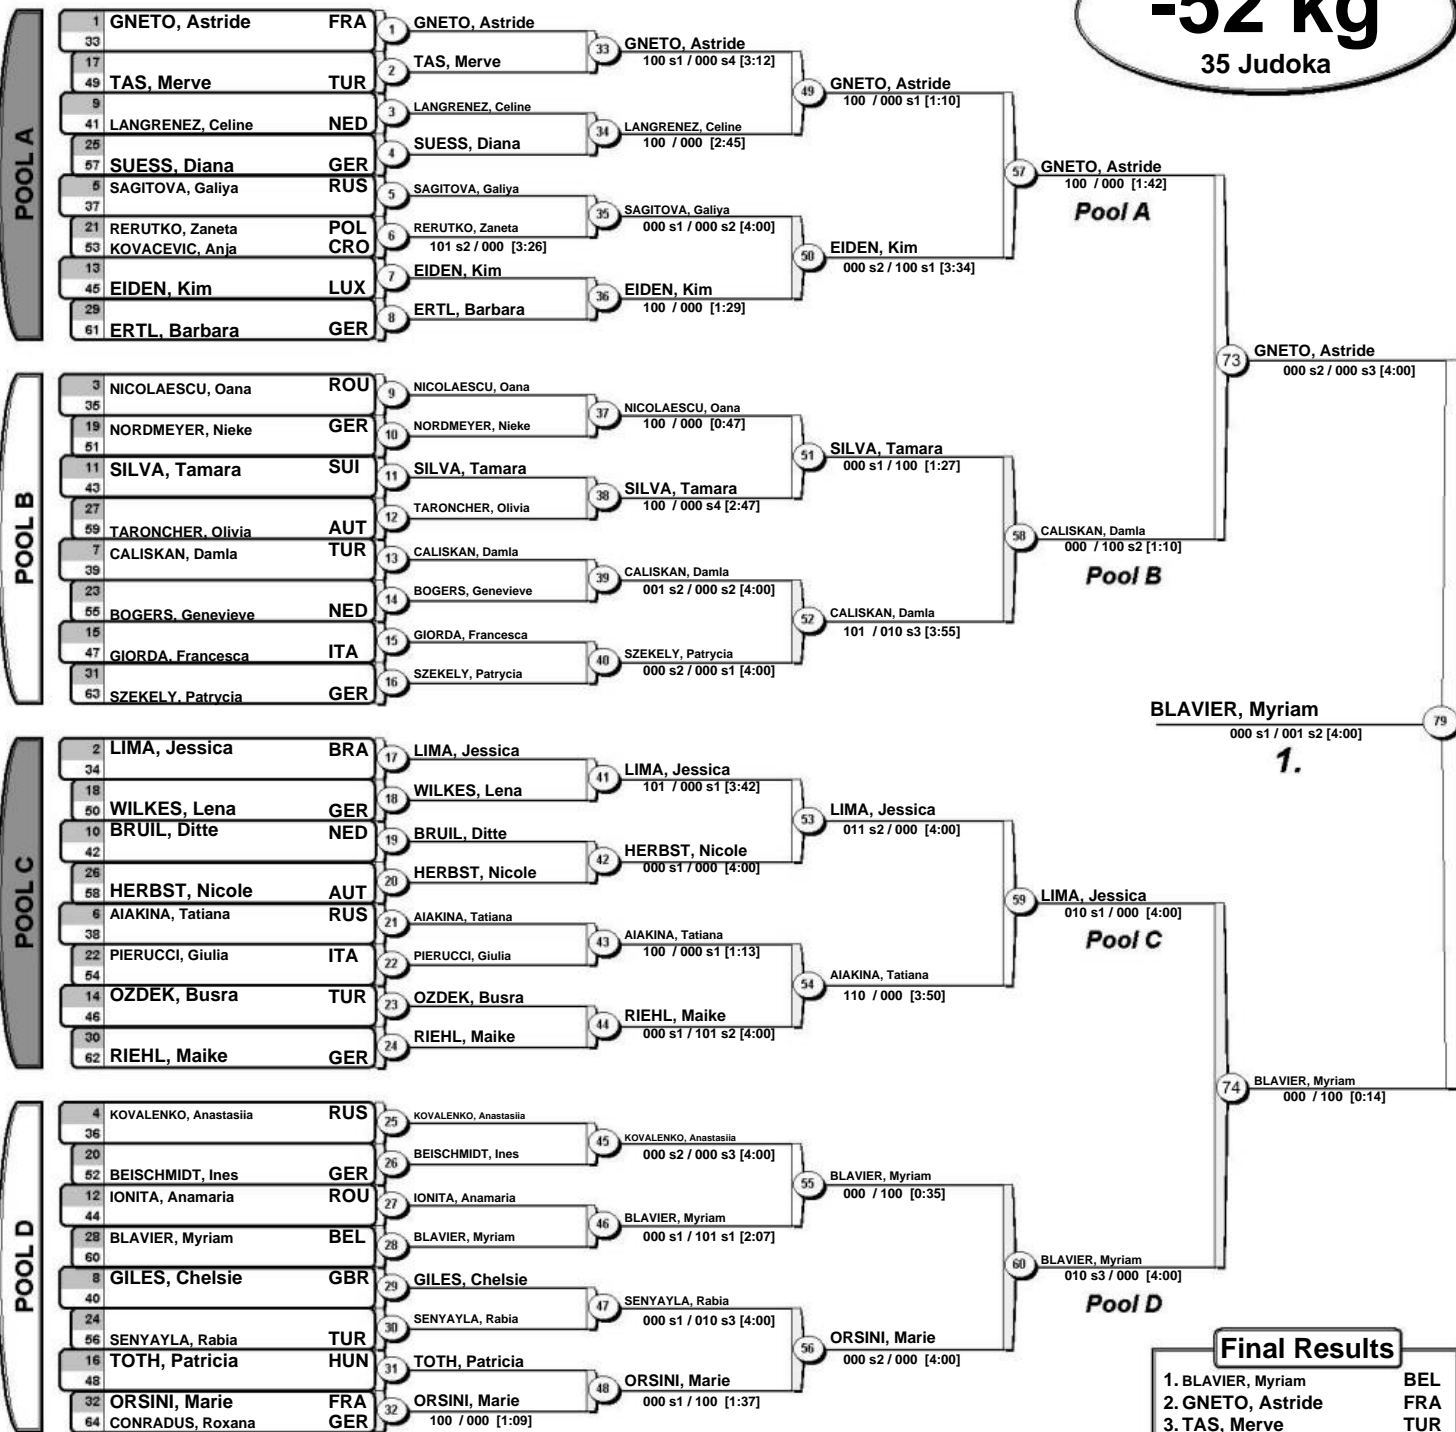 -52 kg
35 Judoka
POOL A
1 GNETO, Astride FRA
33
17
49 TAS, Merve TUR
9
41 LANGRENEZ, Celine NED
25
57 SUESS, Diana GER
5 SAGITOVA, Galiya RUS
37
21 RERUTKO, Zaneta POL
53 KOVACEVIC, Anja CRO
13
45 EIDEN, Kim LUX
29
61 ERTL, Barbara GER
1 GNETO, Astride
2 TAS, Merve
3 LANGRENEZ, Celine
4 SUESS, Diana
5 SAGITOVA, Galiya
6 RERUTKO, Zaneta
101 s2 / 000 [3:26]
7 EIDEN, Kim
8 ERTL, Barbara
33 GNETO, Astride
100 s1 / 000 s4 [3:12]
34 LANGRENEZ, Celine
100 / 000 [2:45]
35 SAGITOVA, Galiya
000 s1 / 000 s2 [4:00]
36 EIDEN, Kim
100 / 000 [1:29]
49 GNETO, Astride
100 / 000 s1 [1:10]
50 EIDEN, Kim
000 s2 / 100 s1 [3:34]
57 GNETO, Astride
100 / 000 [1:42]
Pool A
POOL B
3 NICOLAESCU, Oana ROU
35
19 NORDMEYER, Nieke GER
51
11 SILVA, Tamara SUI
43
27
59 TARONCHER, Olivia AUT
7 CALISKAN, Damla TUR
39
23
55 BOGERS, Genevieve NED
15
47 GIORDA, Francesca ITA
31
63 SZEKELY, Patrycia GER
9 NICOLAESCU, Oana
10 NORDMEYER, Nieke
11 SILVA, Tamara
12 TARONCHER, Olivia
13 CALISKAN, Damla
14 BOGERS, Genevieve
15 GIORDA, Francesca
16 SZEKELY, Patrycia
37 NICOLAESCU, Oana
100 / 000 [0:47]
38 SILVA, Tamara
100 / 000 s4 [2:47]
39 CALISKAN, Damla
001 s2 / 000 s2 [4:00]
40 SZEKELY, Patrycia
000 s2 / 000 s1 [4:00]
51 SILVA, Tamara
000 s1 / 100 [1:27]
52 CALISKAN, Damla
101 / 010 s3 [3:55]
58 CALISKAN, Damla
000 / 100 s2 [1:10]
Pool B
73 GNETO, Astride
000 s2 / 000 s3 [4:00]
BLAVIER, Myriam 79
000 s1 / 001 s2 [4:00]
1.
POOL C
2 LIMA, Jessica BRA
34
18
50 WILKES, Lena GER
10 BRUIL, Ditte NED
42
26
58 HERBST, Nicole AUT
6 AIAKINA, Tatiana RUS
38
22 PIERUCCI, Giulia ITA
54
14 OZDEK, Busra TUR
46
30
62 RIEHL, Maike GER
17 LIMA, Jessica
18 WILKES, Lena
19 BRUIL, Ditte
20 HERBST, Nicole
21 AIAKINA, Tatiana
22 PIERUCCI, Giulia
23 OZDEK, Busra
24 RIEHL, Maike
41 LIMA, Jessica
101 / 000 s1 [3:42]
42 HERBST, Nicole
000 s1 / 000 [4:00]
43 AIAKINA, Tatiana
100 / 000 s1 [1:13]
44 RIEHL, Maike
000 s1 / 101 s2 [4:00]
53 LIMA, Jessica
011 s2 / 000 [4:00]
54 AIAKINA, Tatiana
110 / 000 [3:50]
59 LIMA, Jessica
010 s1 / 000 [4:00]
Pool C
POOL D
4 KOVALENKO, Anastasiia RUS
36
20
52 BEISCHMIDT, Ines GER
12 IONITA, Anamaria ROU
44
28 BLAVIER, Myriam BEL
60
8 GILES, Chelsie GBR
40
24
56 SENYAYLA, Rabia TUR
16 TOTH, Patricia HUN
48
32 ORSINI, Marie FRA
64 CONRADUS, Roxana GER
25 KOVALENKO, Anastasiia
26 BEISCHMIDT, Ines
27 IONITA, Anamaria
28 BLAVIER, Myriam
29 GILES, Chelsie
30 SENYAYLA, Rabia
31 TOTH, Patricia
32 ORSINI, Marie
100 / 000 [1:09]
45 KOVALENKO, Anastasiia
000 s2 / 000 s3 [4:00]
46 BLAVIER, Myriam
000 s1 / 101 s1 [2:07]
47 SENYAYLA, Rabia
000 s1 / 010 s3 [4:00]
48 ORSINI, Marie
000 s1 / 100 [1:37]
55 BLAVIER, Myriam
000 / 100 [0:35]
56 ORSINI, Marie
000 s2 / 000 [4:00]
60 BLAVIER, Myriam
010 s3 / 000 [4:00]
Pool D
74 BLAVIER, Myriam
000 / 100 [0:14]
Final Results
1. BLAVIER, Myriam BEL
2. GNETO, Astride FRA
3. TAS, Merve TUR